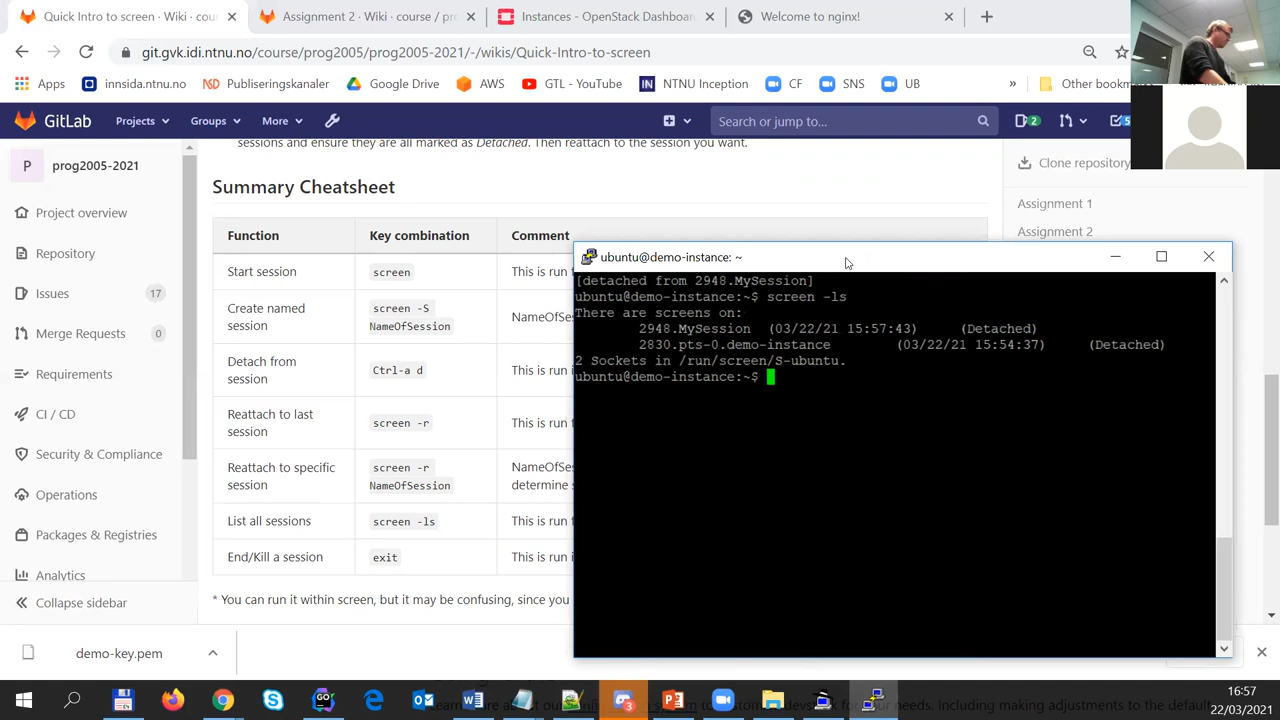 Quick Intro to screen · Wiki · cou
Assignment 2 · Wiki · course / pr
Instances - OpenStack Dashboar
Welcome to nginx!
git.gvk.idi.ntnu.no/course/prog2005/prog2005-2021/-/wikis/Quick-Intro-to-screen
Apps
innsida.ntnu.no
Publiseringskanaler
Google Drive
AWS
GTL - YouTube
NTNU Inception
CF
SNS
UB
»
Other book
GitLab
Projects
Groups
More
Search or jump to...
2
5
P
prog2005-2021
Project overview
Repository
Issues
17
Merge Requests
0
Requirements
CI / CD
Security & Compliance
Operations
Packages & Registries
Analytics
Collapse sidebar
sessions and ensure they are all marked as Detached. Then reattach to the session you want.
Summary Cheatsheet
Function Key combination Comment
Start session screen This is run f
Create named
session
screen -S
NameOfSession
NameOfSes
Detach from
session
Ctrl-a d
This is run i
Reattach to last
session
screen -r
This is run f
Reattach to specific
session
screen -r
NameOfSession
NameOfSes
determine s
List all sessions screen -ls This is run f
End/Kill a session exit This is run i
* You can run it within screen, but it may be confusing, since you
Clone repository
Assignment 1
Assignment 2
ubuntu@demo-instance: ~
[detached from 2948.MySession]
ubuntu@demo-instance:~$ screen -ls
There are screens on:
2948.MySession (03/22/21 15:57:43) (Detached)
2830.pts-0.demo-instance (03/22/21 15:54:37) (Detached)
2 Sockets in /run/screen/S-ubuntu.
ubuntu@demo-instance:~$
demo-key.pem
3
16:57
22/03/2021